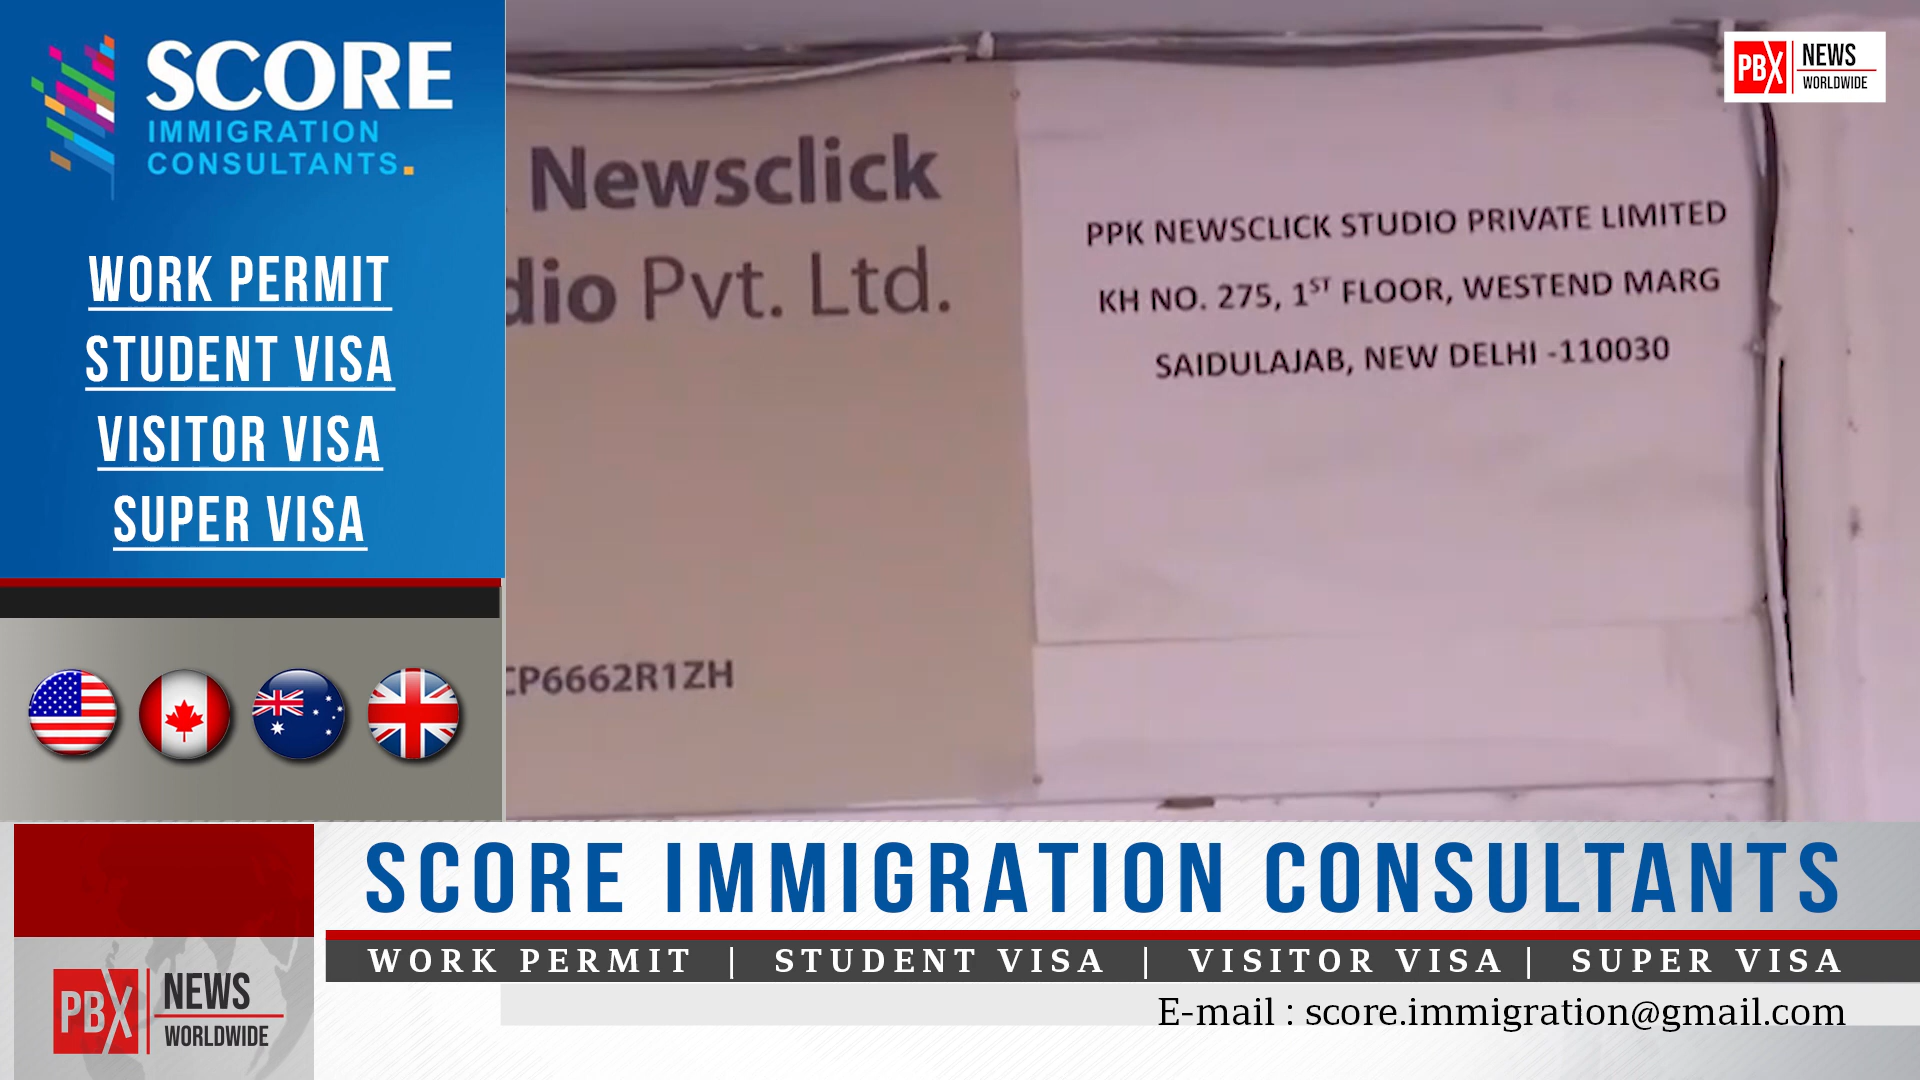 SCORE
IMMIGRATION
CONSULTANTS.
WORK PERMIT
STUDENT VISA
VISITOR VISA
SUPER VISA
Newsclick
dio Pvt. Ltd.
CP6662R1ZH
PPK NEWSCLICK STUDIO PRIVATE LIMITED
KH NO. 275, 1ST FLOOR, WESTEND MARG
SAIDULAJAB, NEW DELHI -110030
PBX NEWS
WORLDWIDE
SCORE IMMIGRATION CONSULTANTS
WORK PERMIT | STUDENT VISA | VISITOR VISA | SUPER VISA
E-mail : score.immigration@gmail.com
PBX NEWS
WORLDWIDE